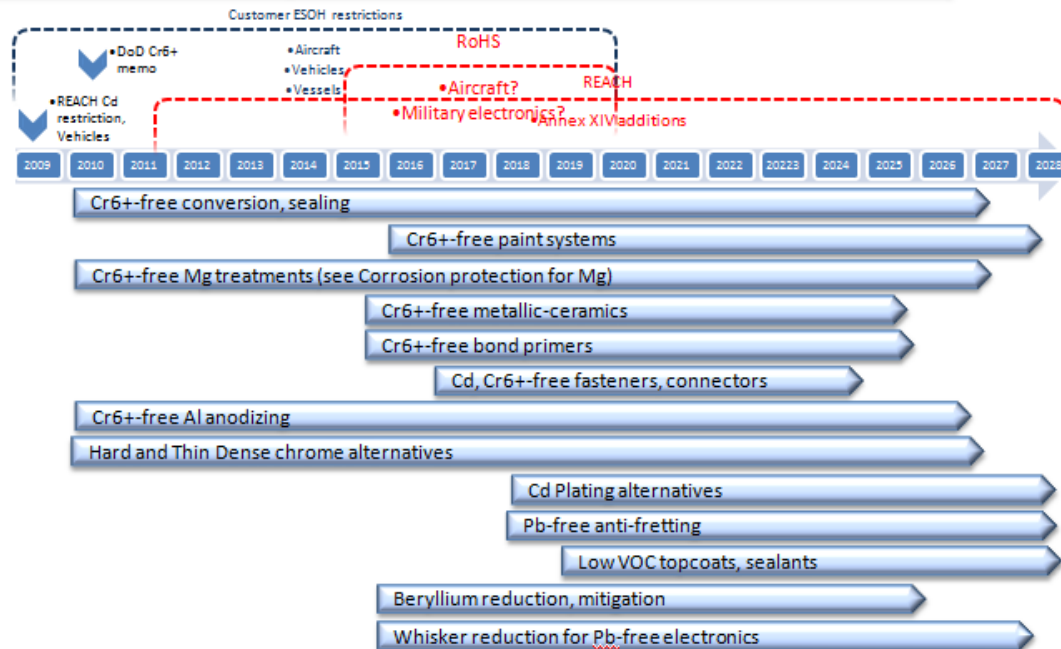 Customer ESOH restrictions
•DoD Cr6+
memo
•Aircraft
•Vehicles
•Vessels
RoHS
•Aircraft?
REACH
•Military electronics?
•Annex XIV additions
•REACH Cd
restriction,
Vehicles
2009 2010 2011 2012 2013 2014 2015 2016 2017 2018 2019 2020 2021 2022 20223 2024 2025 2026 2027 2028
Cr6+-free conversion, sealing
Cr6+-free paint systems
Cr6+-free Mg treatments (see Corrosion protection for Mg)
Cr6+-free metallic-ceramics
Cr6+-free bond primers
Cd, Cr6+-free fasteners, connectors
Cr6+-free Al anodizing
Hard and Thin Dense chrome alternatives
Cd Plating alternatives
Pb-free anti-fretting
Low VOC topcoats, sealants
Beryllium reduction, mitigation
Whisker reduction for Pb-free electronics